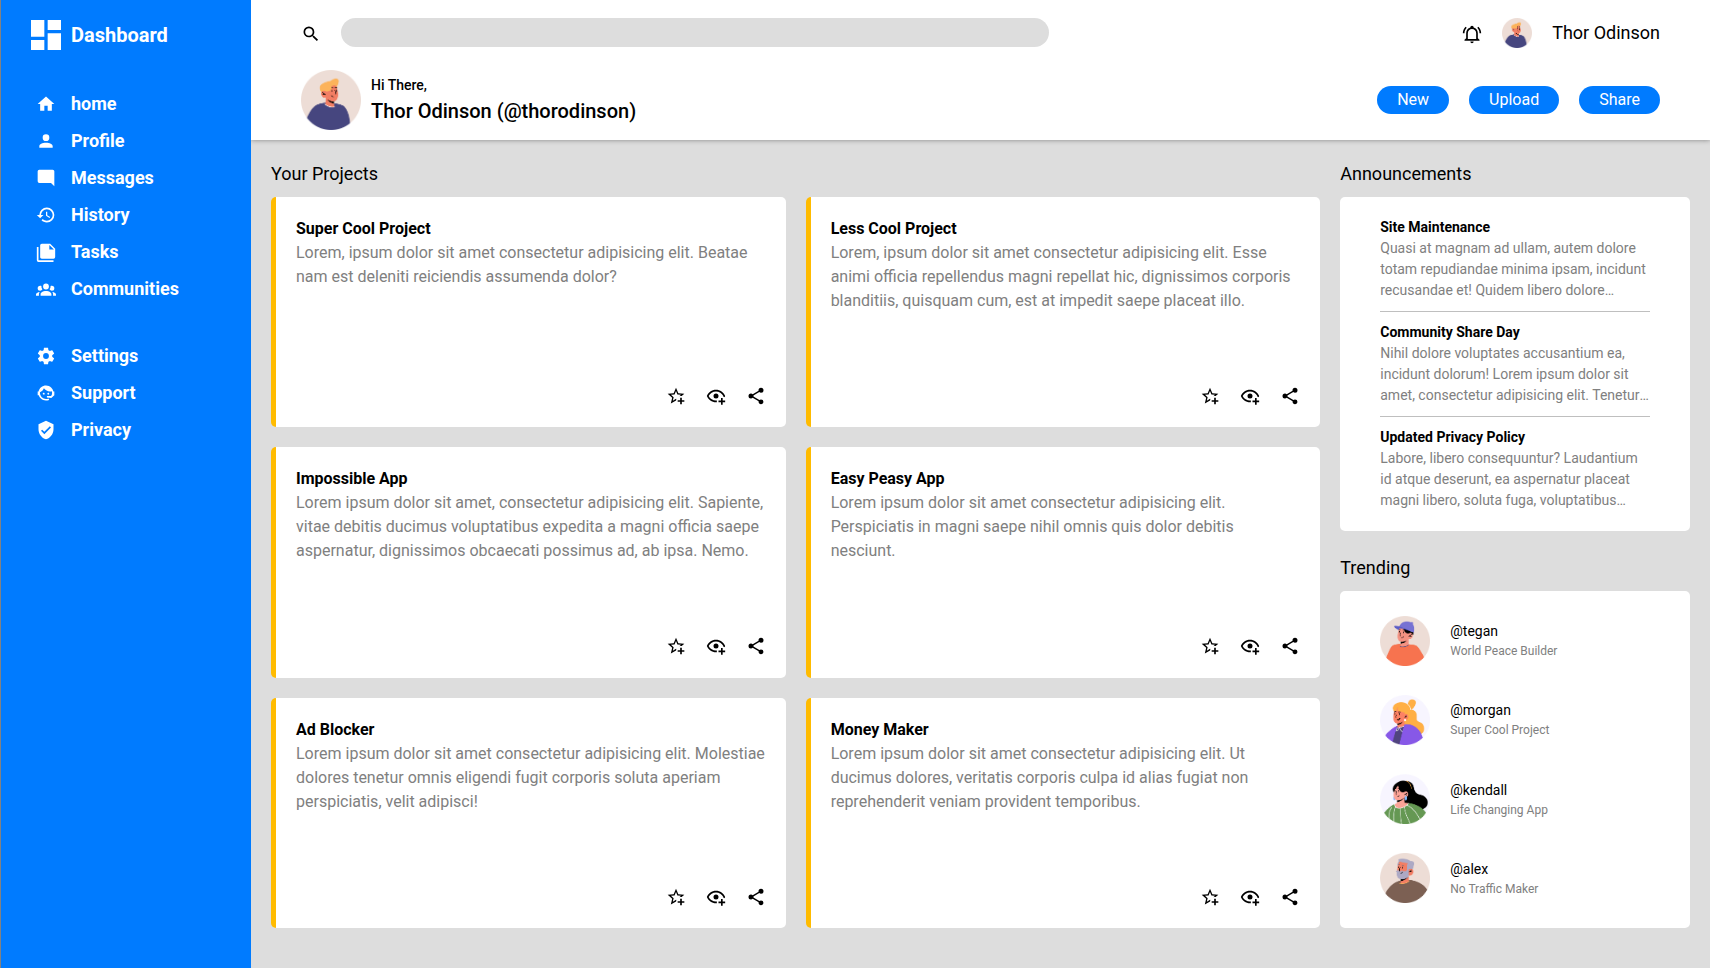 Dashboard
home
Profile
Messages
History
Tasks
Communities
Settings
Support
Privacy
Thor Odinson
Hi There,
Thor Odinson (@thorodinson)
New
Upload
Share
Your Projects
Super Cool Project
Lorem, ipsum dolor sit amet consectetur adipisicing elit. Beatae
nam est deleniti reiciendis assumenda dolor?
Less Cool Project
Lorem, ipsum dolor sit amet consectetur adipisicing elit. Esse
animi officia repellendus magni repellat hic, dignissimos corporis
blanditiis, quisquam cum, est at impedit saepe placeat illo.
Impossible App
Lorem ipsum dolor sit amet, consectetur adipisicing elit. Sapiente,
vitae debitis ducimus voluptatibus expedita a magni officia saepe
aspernatur, dignissimos obcaecati possimus ad, ab ipsa. Nemo.
Easy Peasy App
Lorem ipsum dolor sit amet consectetur adipisicing elit.
Perspiciatis in magni saepe nihil omnis quis dolor debitis
nesciunt.
Ad Blocker
Lorem ipsum dolor sit amet consectetur adipisicing elit. Molestiae
dolores tenetur omnis eligendi fugit corporis soluta aperiam
perspiciatis, velit adipisci!
Money Maker
Lorem ipsum dolor sit amet consectetur adipisicing elit. Ut
ducimus dolores, veritatis corporis culpa id alias fugiat non
reprehenderit veniam provident temporibus.
Announcements
Site Maintenance
Quasi at magnam ad ullam, autem dolore
totam repudiandae minima ipsam, incidunt
recusandae et! Quidem libero dolore...
Community Share Day
Nihil dolore voluptates accusantium ea,
incidunt dolorum! Lorem ipsum dolor sit
amet, consectetur adipisicing elit. Tenetur...
Updated Privacy Policy
Labore, libero consequuntur? Laudantium
id atque deserunt, ea aspernatur placeat
magni libero, soluta fuga, voluptatibus...
Trending
@tegan
World Peace Builder
@morgan
Super Cool Project
@kendall
Life Changing App
@alex
No Traffic Maker